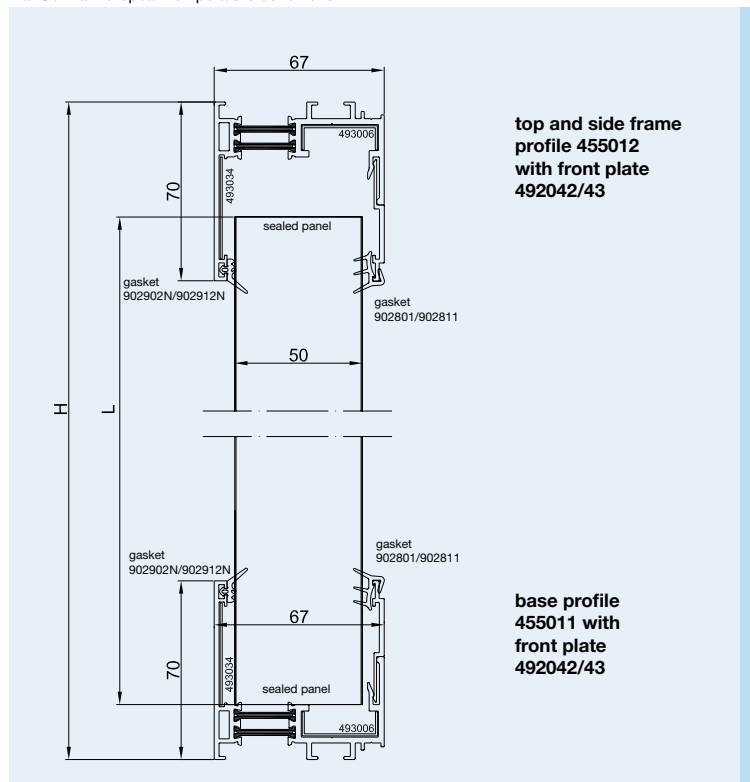 67
top and side frame
profile 455012
with front plate
492042/43
493006
70
493034
sealed panel
gasket
902902N/902912N
gasket
902801/902811
50
H
L
gasket
902902N/902912N
gasket
902801/902811
67
base profile
455011 with
front plate
492042/43
70
493034
sealed panel
493006